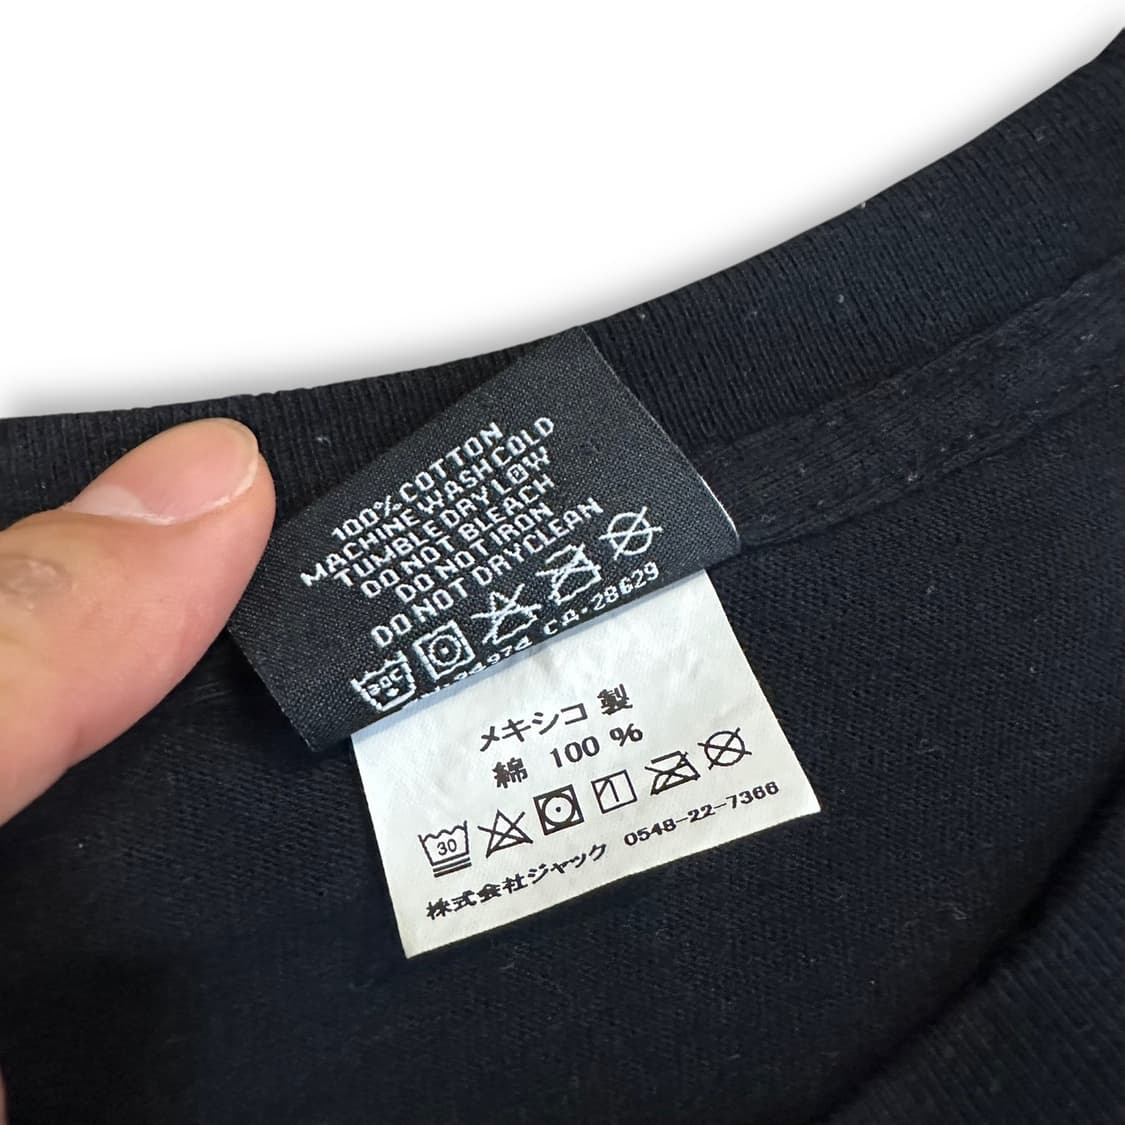 100% COTTON
MACHINE WASH COLD
TUMBLE DRY LOW
DO NOT BLEACH
DO NOT IRON
DO NOT DRYCLEAN
30C
CA·28629
メキシコ 製
綿 100 %
30
株式会社ジャック 0548-22-7366